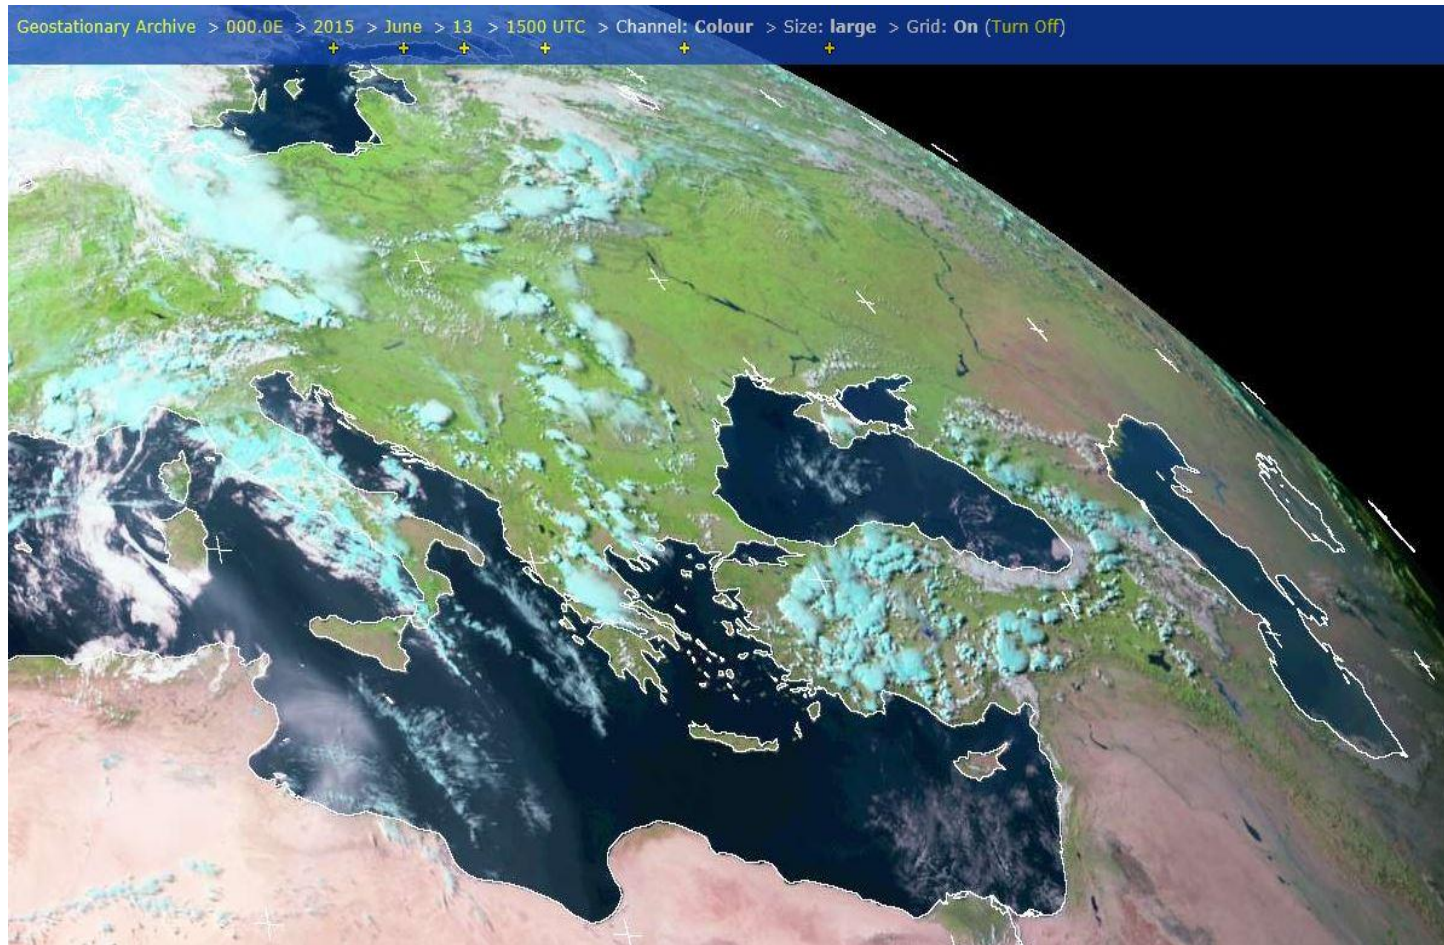 Geostationary Archive > 000.0E > 2015 > June > 13 > 1500 UTC > Channel: Colour > Size: large > Grid: On (Turn Off)
+ + + + + +